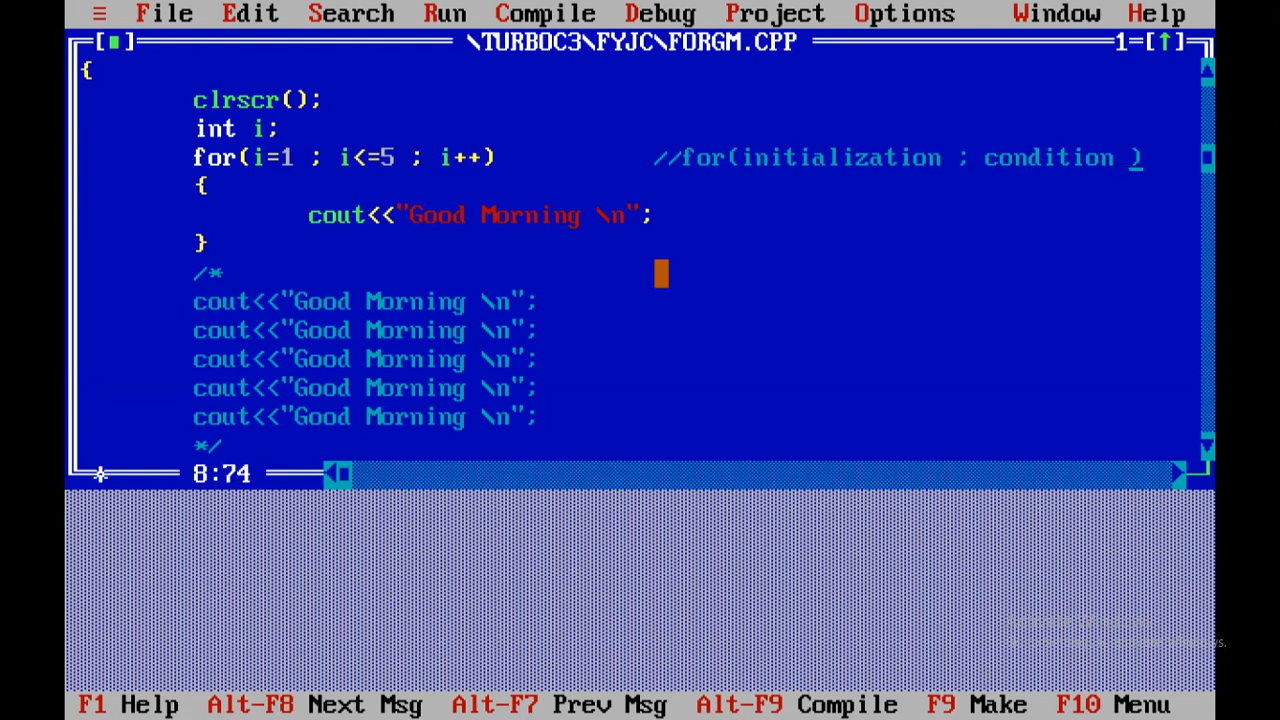 ≡ File Edit Search Run Compile Debug Project Options Window Help
[■] \TURBOC3\FYJC\FORGM.CPP 1=[↑]
{
clrscr();
int i;
for(i=1 ; i<=5 ; i++) //for(initialization ; condition )
{
cout<<"Good Morning \n";
}
/*
cout<<"Good Morning \n";
cout<<"Good Morning \n";
cout<<"Good Morning \n";
cout<<"Good Morning \n";
cout<<"Good Morning \n";
*/
8:74
F1 Help Alt-F8 Next Msg Alt-F7 Prev Msg Alt-F9 Compile F9 Make F10 Menu